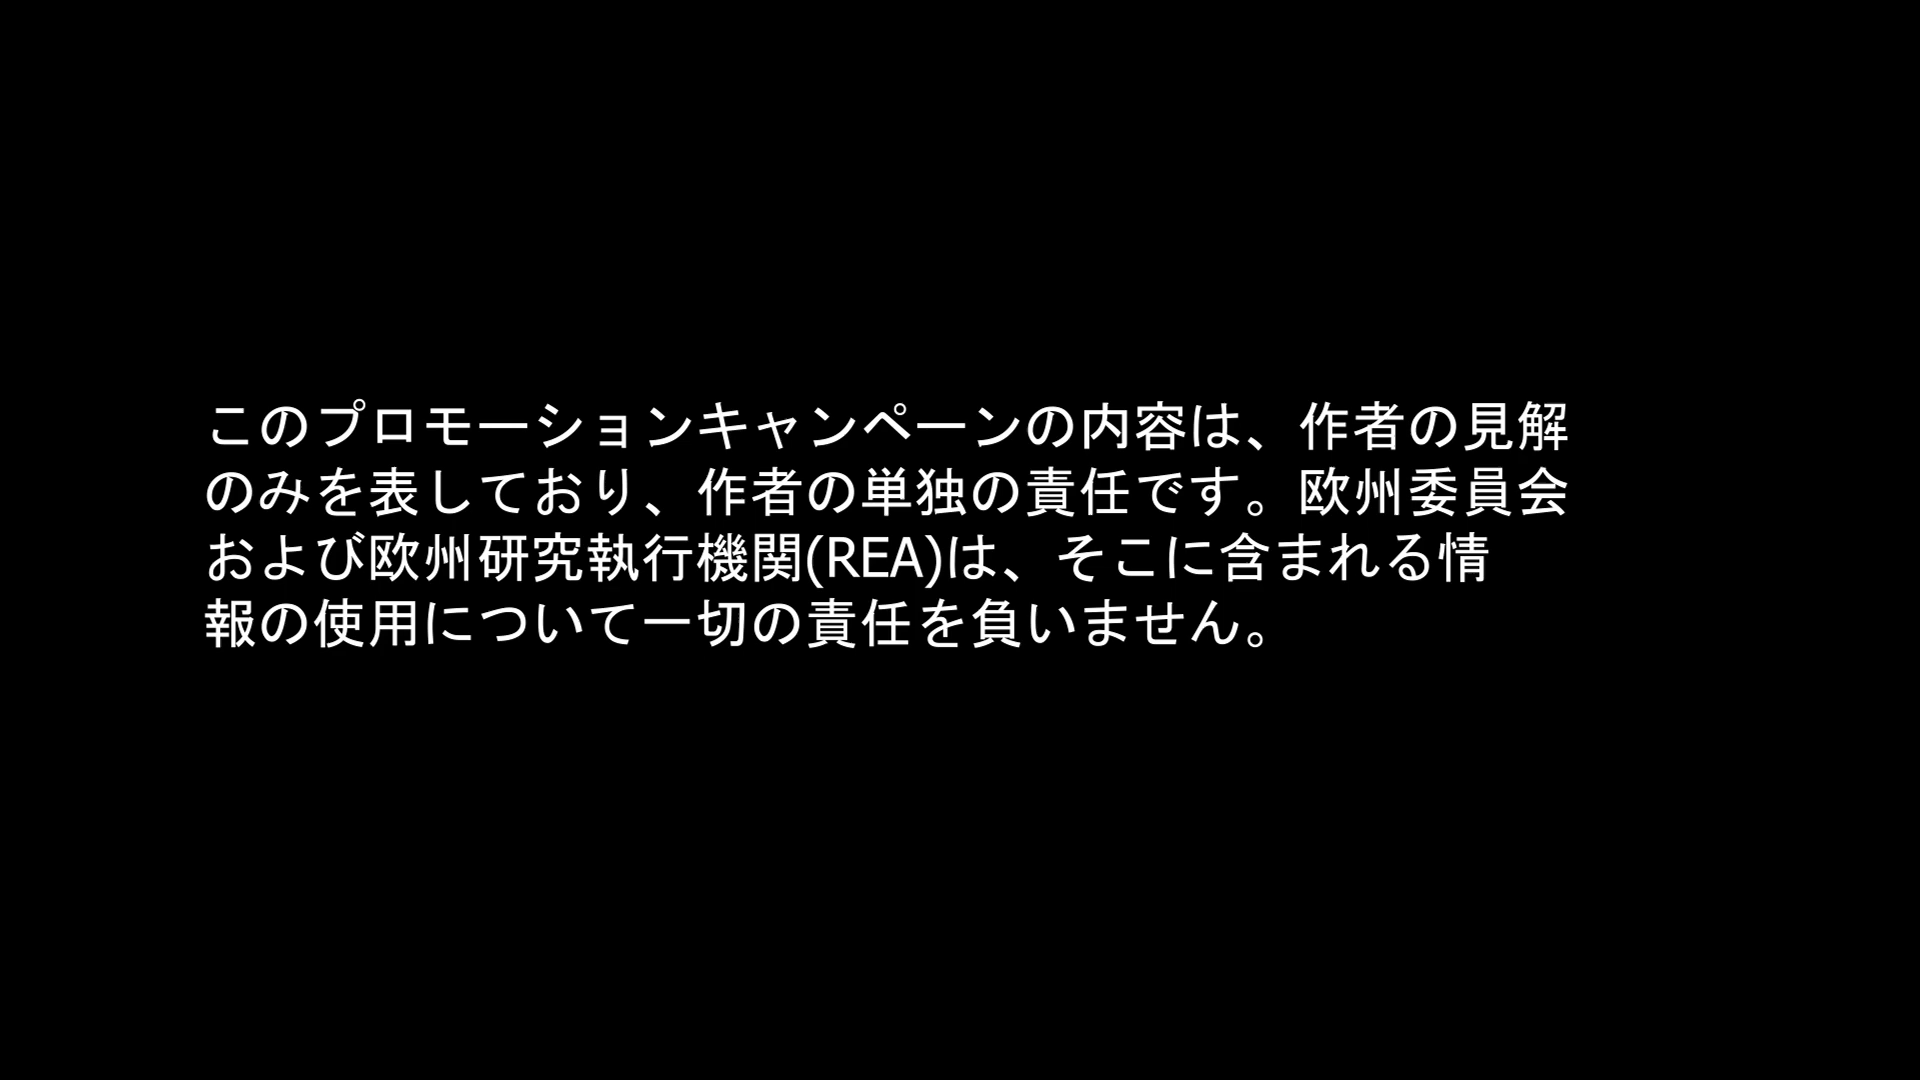 このプロモーションキャンペーンの内容は、作者の見解
のみを表しており、作者の単独の責任です。欧州委員会
および欧州研究執行機関(REA)は、そこに含まれる情
報の使用について一切の責任を負いません。